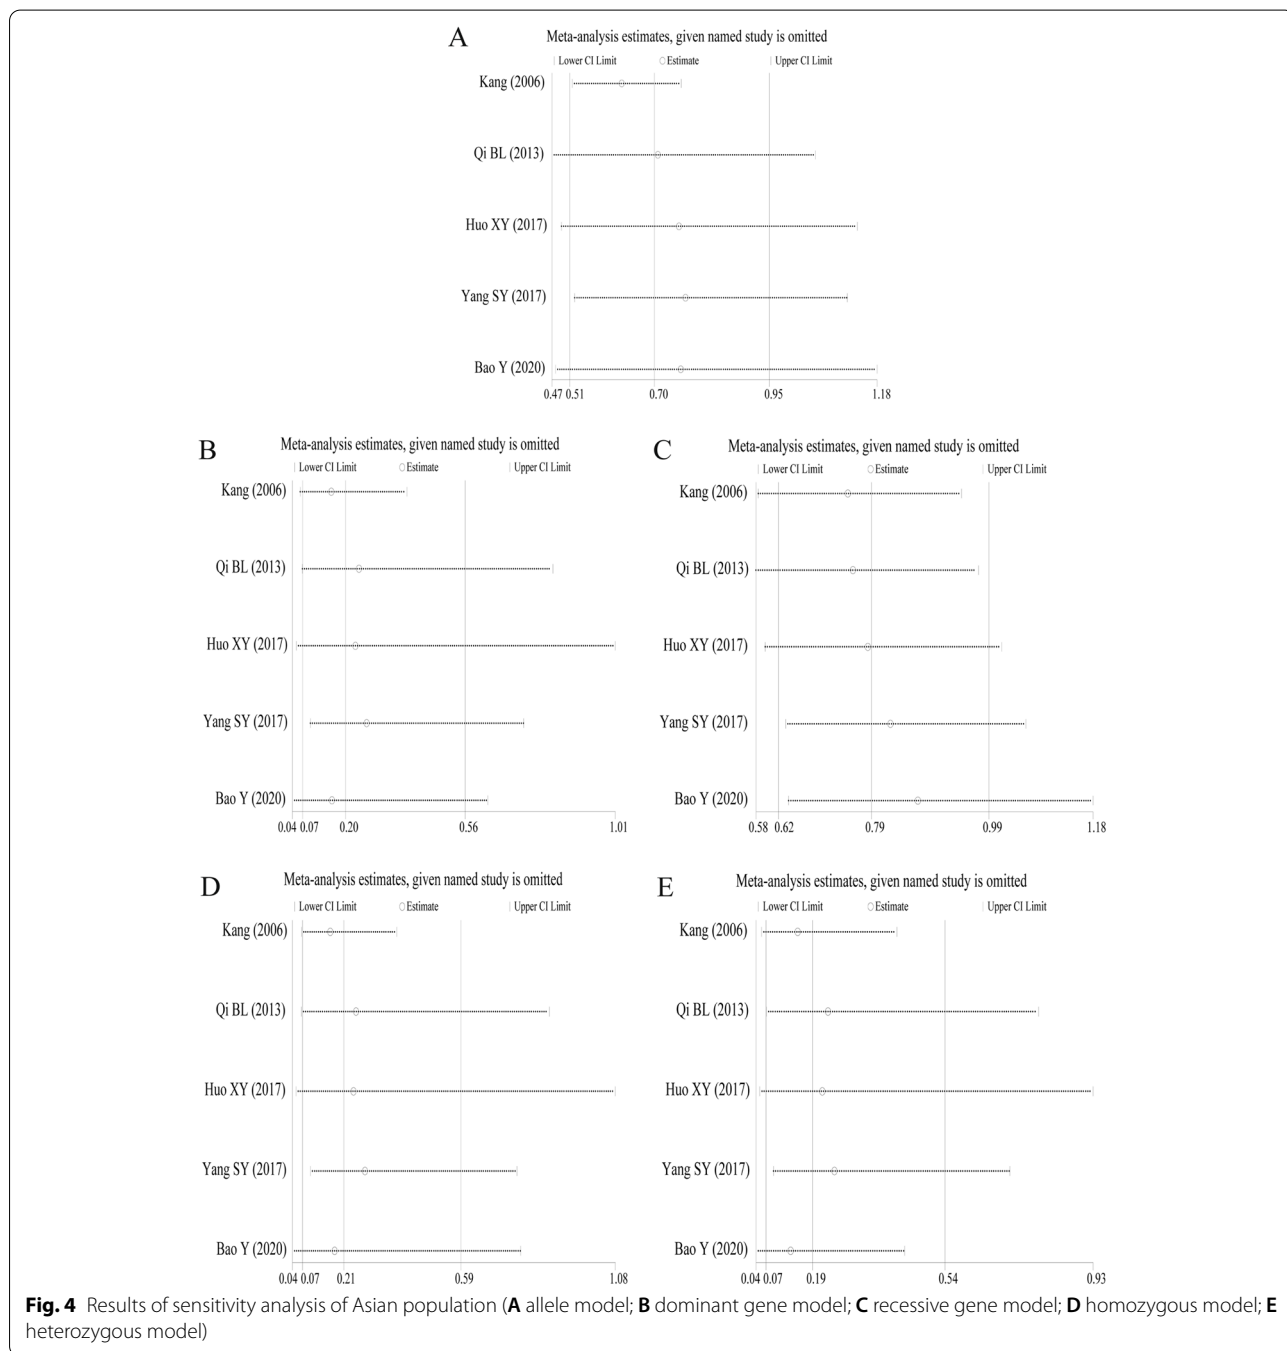 A
Meta-analysis estimates, given named study is omitted
Lower CI Limit Estimate Upper CI Limit
Kang (2006)
Qi BL (2013)
Huo XY (2017)
Yang SY (2017)
Bao Y (2020)
0.47 0.51 0.70 0.95 1.18
B
Meta-analysis estimates, given named study is omitted
Lower CI Limit Estimate Upper CI Limit
Kang (2006)
Qi BL (2013)
Huo XY (2017)
Yang SY (2017)
Bao Y (2020)
0.04 0.07 0.20 0.56 1.01
C
Meta-analysis estimates, given named study is omitted
Lower CI Limit Estimate Upper CI Limit
Kang (2006)
Qi BL (2013)
Huo XY (2017)
Yang SY (2017)
Bao Y (2020)
0.58 0.62 0.79 0.99 1.18
D
Meta-analysis estimates, given named study is omitted
Lower CI Limit Estimate Upper CI Limit
Kang (2006)
Qi BL (2013)
Huo XY (2017)
Yang SY (2017)
Bao Y (2020)
0.04 0.07 0.21 0.59 1.08
E
Meta-analysis estimates, given named study is omitted
Lower CI Limit Estimate Upper CI Limit
Kang (2006)
Qi BL (2013)
Huo XY (2017)
Yang SY (2017)
Bao Y (2020)
0.04 0.07 0.19 0.54 0.93
Fig. 4 Results of sensitivity analysis of Asian population (A allele model; B dominant gene model; C recessive gene model; D homozygous model; E
heterozygous model)